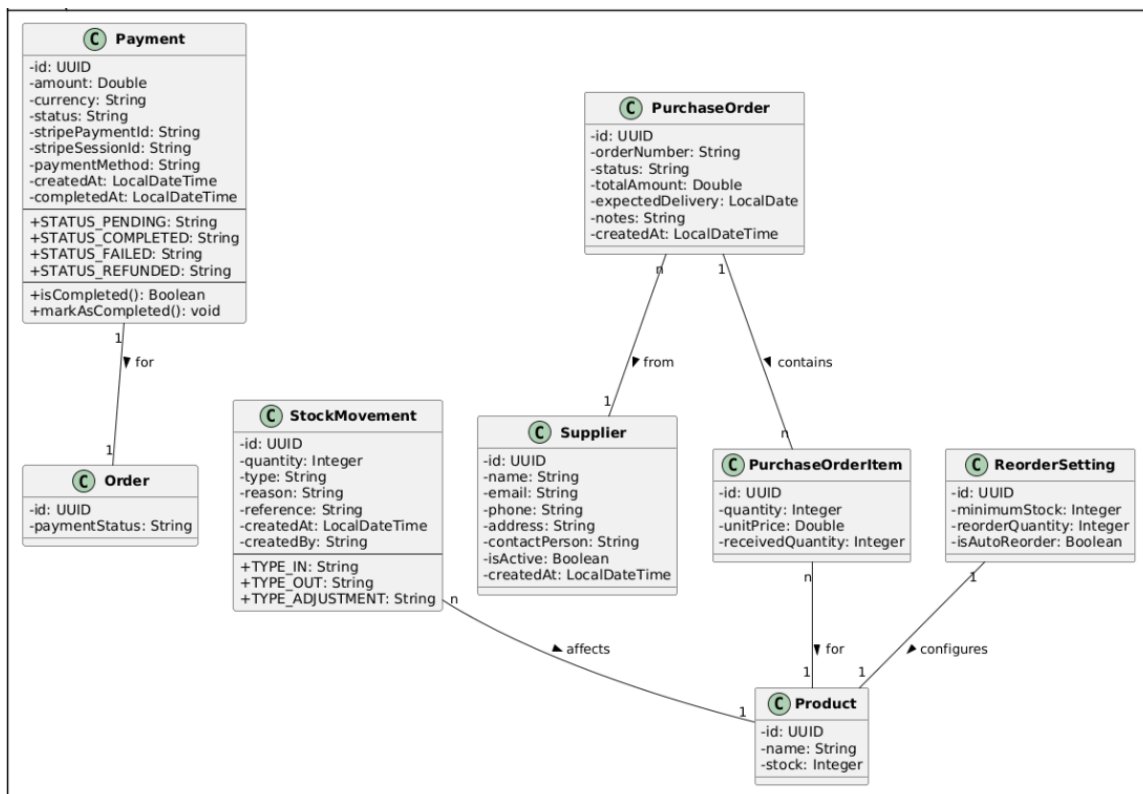 C Payment
-id: UUID
-amount: Double
-currency: String
-status: String
-stripePaymentId: String
-stripeSessionId: String
-paymentMethod: String
-createdAt: LocalDateTime
-completedAt: LocalDateTime
+STATUS_PENDING: String
+STATUS_COMPLETED: String
+STATUS_FAILED: String
+STATUS_REFUNDED: String
+isCompleted(): Boolean
+markAsCompleted(): void
1
for
1
C Order
-id: UUID
-paymentStatus: String
C PurchaseOrder
-id: UUID
-orderNumber: String
-status: String
-totalAmount: Double
-expectedDelivery: LocalDate
-notes: String
-createdAt: LocalDateTime
n
from
1
1
contains
n
C StockMovement
-id: UUID
-quantity: Integer
-type: String
-reason: String
-reference: String
-createdAt: LocalDateTime
-createdBy: String
+TYPE_IN: String
+TYPE_OUT: String
+TYPE_ADJUSTMENT: String
n
affects
1
C Supplier
-id: UUID
-name: String
-email: String
-phone: String
-address: String
-contactPerson: String
-isActive: Boolean
-createdAt: LocalDateTime
C PurchaseOrderItem
-id: UUID
-quantity: Integer
-unitPrice: Double
-receivedQuantity: Integer
n
for
1
C ReorderSetting
-id: UUID
-minimumStock: Integer
-reorderQuantity: Integer
-isAutoReorder: Boolean
1
configures
1
C Product
-id: UUID
-name: String
-stock: Integer